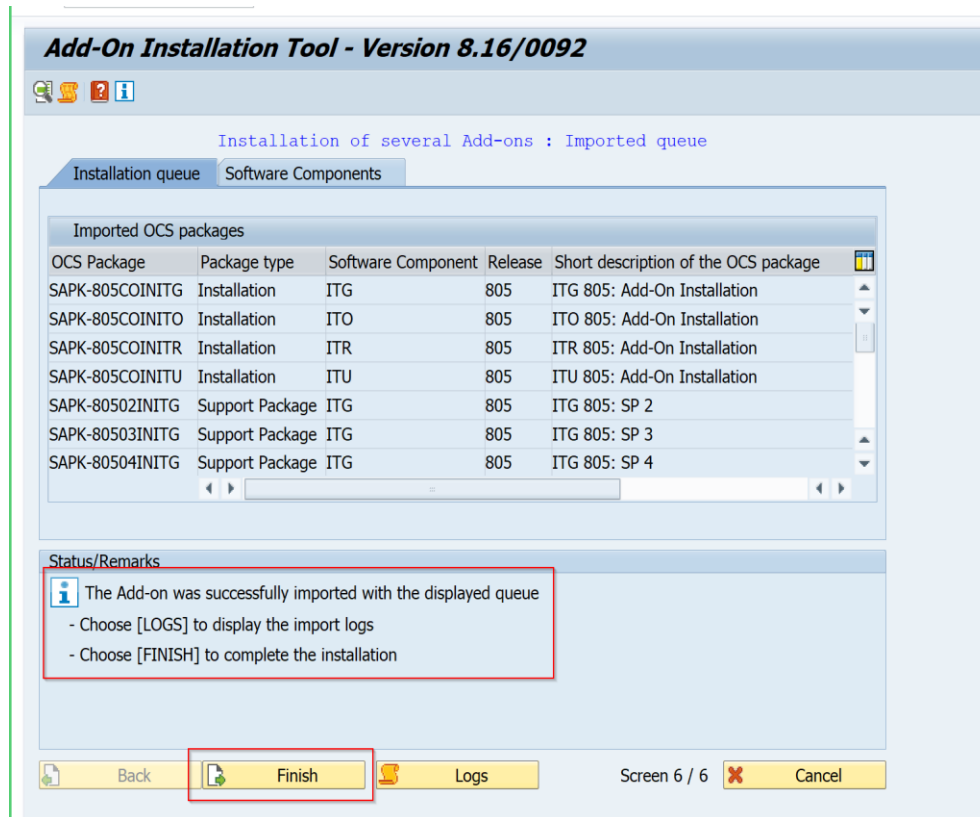 Add-On Installation Tool - Version 8.16/0092
Installation of several Add-ons : Imported queue
Installation queue Software Components
Imported OCS packages
OCS Package Package type Software Component Release Short description of the OCS package
SAPK-805COINITG Installation ITG 805 ITG 805: Add-On Installation
SAPK-805COINITO Installation ITO 805 ITO 805: Add-On Installation
SAPK-805COINITR Installation ITR 805 ITR 805: Add-On Installation
SAPK-805COINITU Installation ITU 805 ITU 805: Add-On Installation
SAPK-80502INITG Support Package ITG 805 ITG 805: SP 2
SAPK-80503INITG Support Package ITG 805 ITG 805: SP 3
SAPK-80504INITG Support Package ITG 805 ITG 805: SP 4
Status/Remarks
The Add-on was successfully imported with the displayed queue
- Choose [LOGS] to display the import logs
- Choose [FINISH] to complete the installation
Back Finish Logs Screen 6 / 6 Cancel